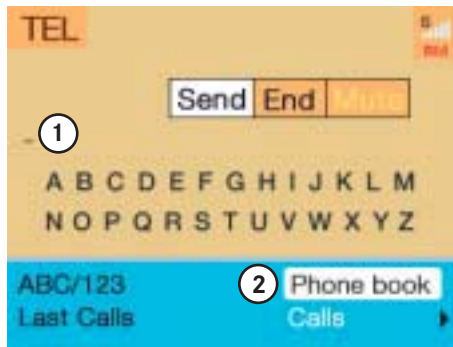 TEL
Send End Mute
1
A B C D E F G H I J K L M
N O P Q R S T U V W X Y Z
ABC/123 2 Phone book
Last Calls Calls